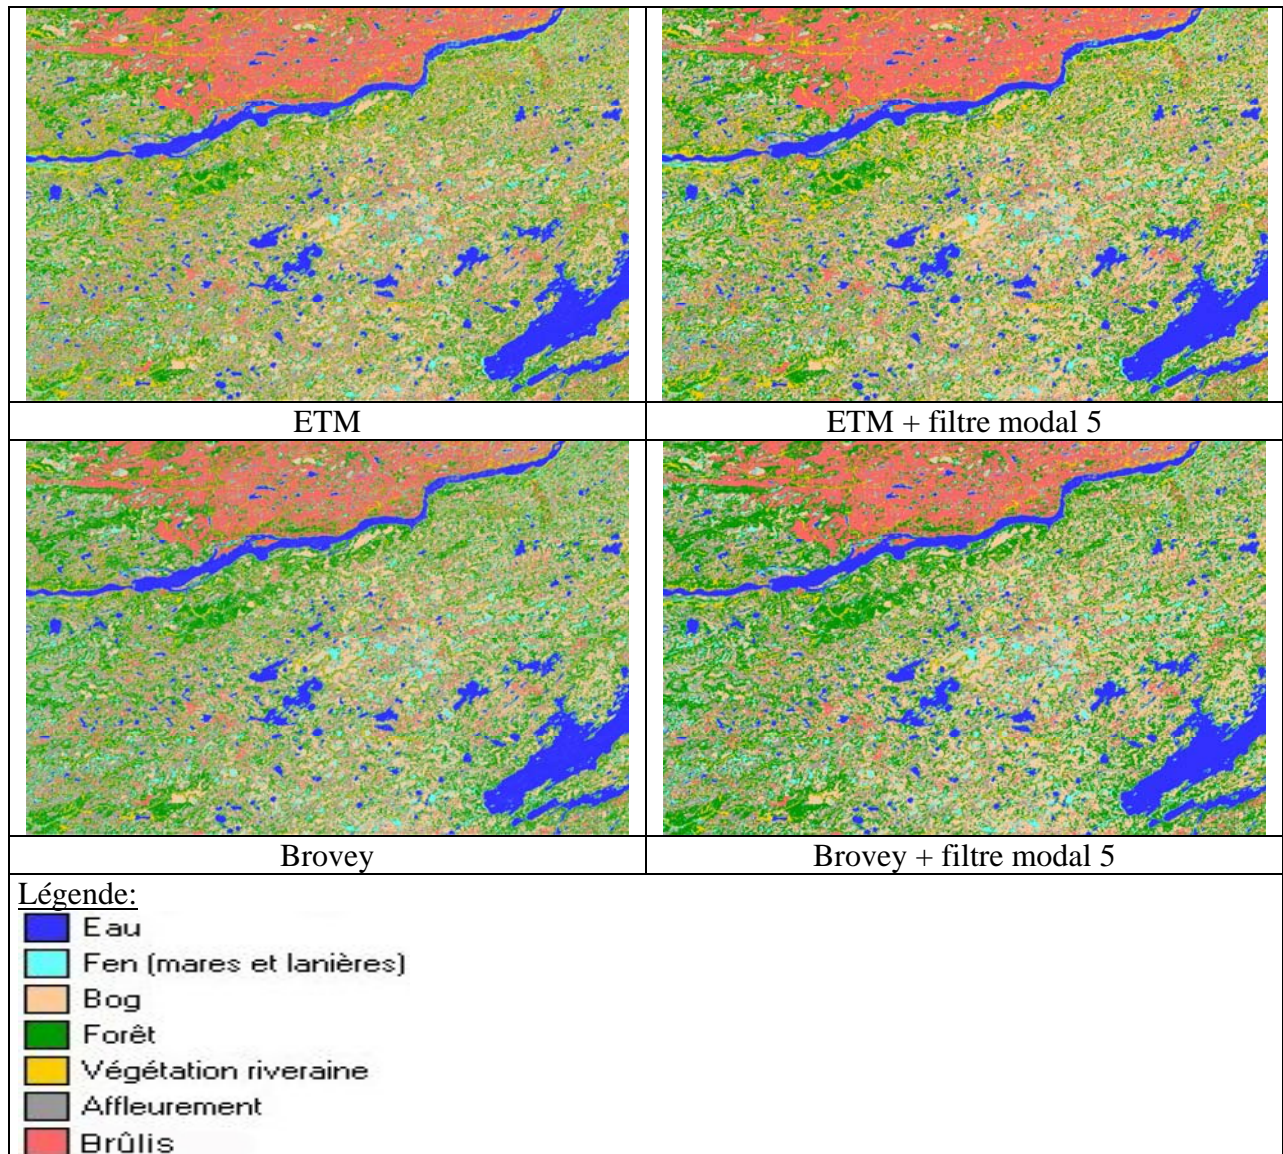 ETM
ETM + filtre modal 5
Brovey
Brovey + filtre modal 5
Légende:
Eau
Fen (mares et lanières)
Bog
Forêt
Végétation riveraine
Affleurement
Brûlis